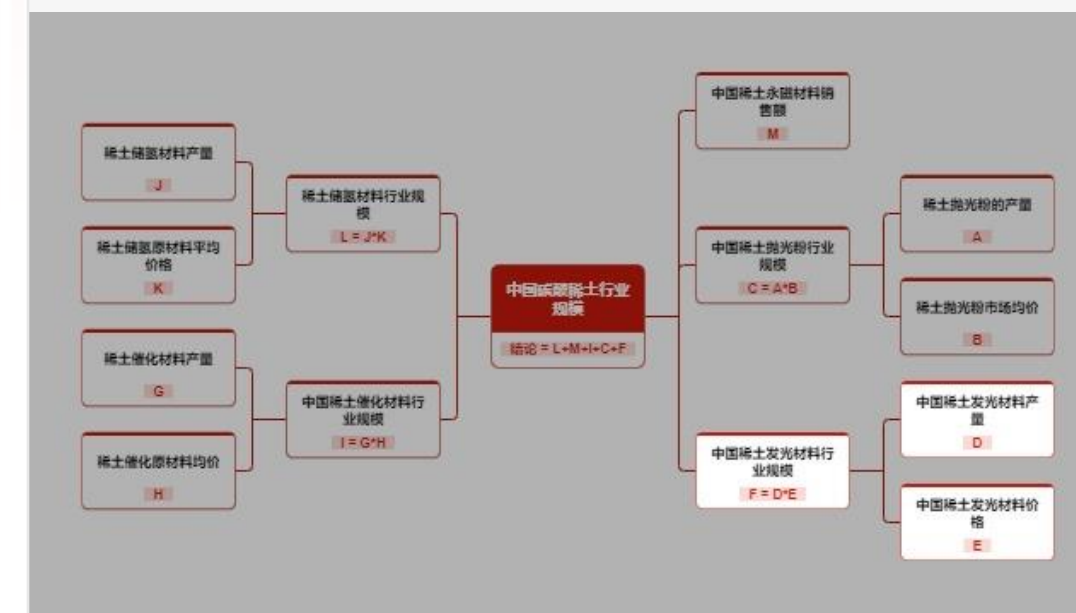 中国稀土永磁材料销
售额
M
稀土储氢材料产量
J
稀土储氢材料行业规
模
L = J*K
稀土抛光粉的产量
A
稀土储氢原材料平均
价格
K
中国稀土抛光粉行业
规模
C = A*B
中国碳酸稀土行业
规模
结论 = L+M+I+C+F
稀土抛光粉市场均价
B
稀土催化材料产量
G
中国稀土催化材料行
业规模
I = G*H
中国稀土发光材料产
量
D
稀土催化原材料均价
H
中国稀土发光材料行
业规模
F = D*E
中国稀土发光材料价
格
E